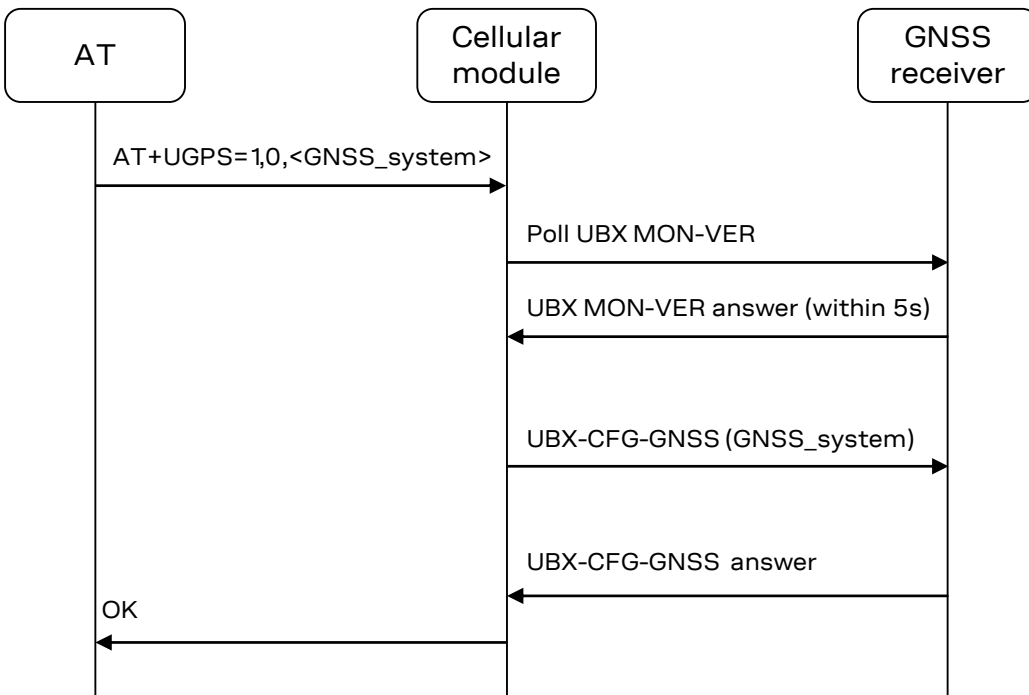 AT
Cellular
module
GNSS
receiver
AT+UGPS=1,0,<GNSS_system>
Poll UBX MON-VER
UBX MON-VER answer (within 5s)
UBX-CFG-GNSS (GNSS_system)
UBX-CFG-GNSS answer
OK